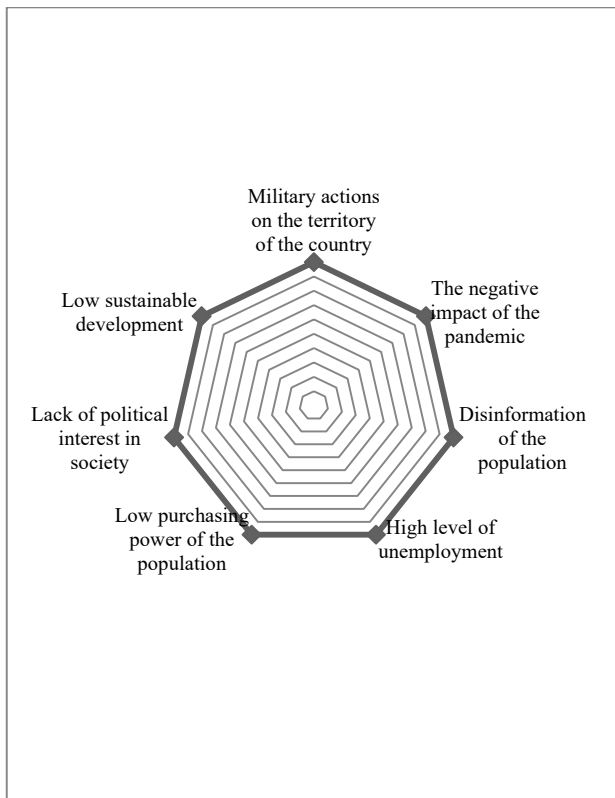 Military actions
on the territory
of the country
The negative
impact of the
pandemic
Disinformation
of the
population
High level of
unemployment
Low purchasing
power of the
population
Lack of political
interest in
society
Low sustainable
development